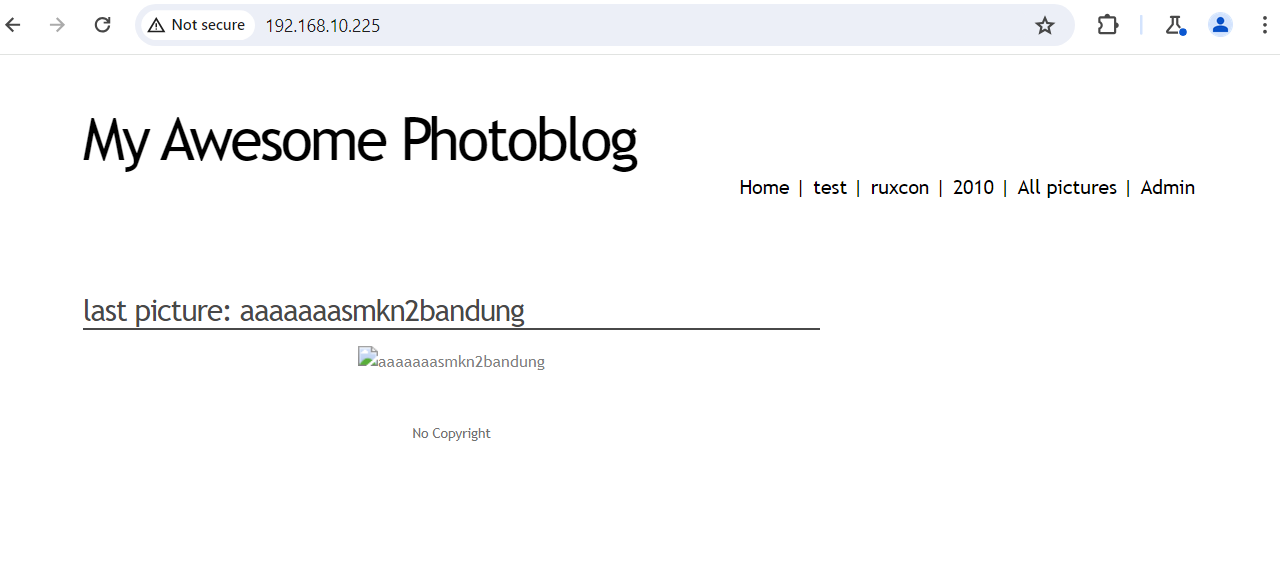 Not secure 192.168.10.225
My Awesome Photoblog
Home | test | ruxcon | 2010 | All pictures | Admin
last picture: aaaaaaasmkn2bandung
aaaaaaasmkn2bandung
No Copyright